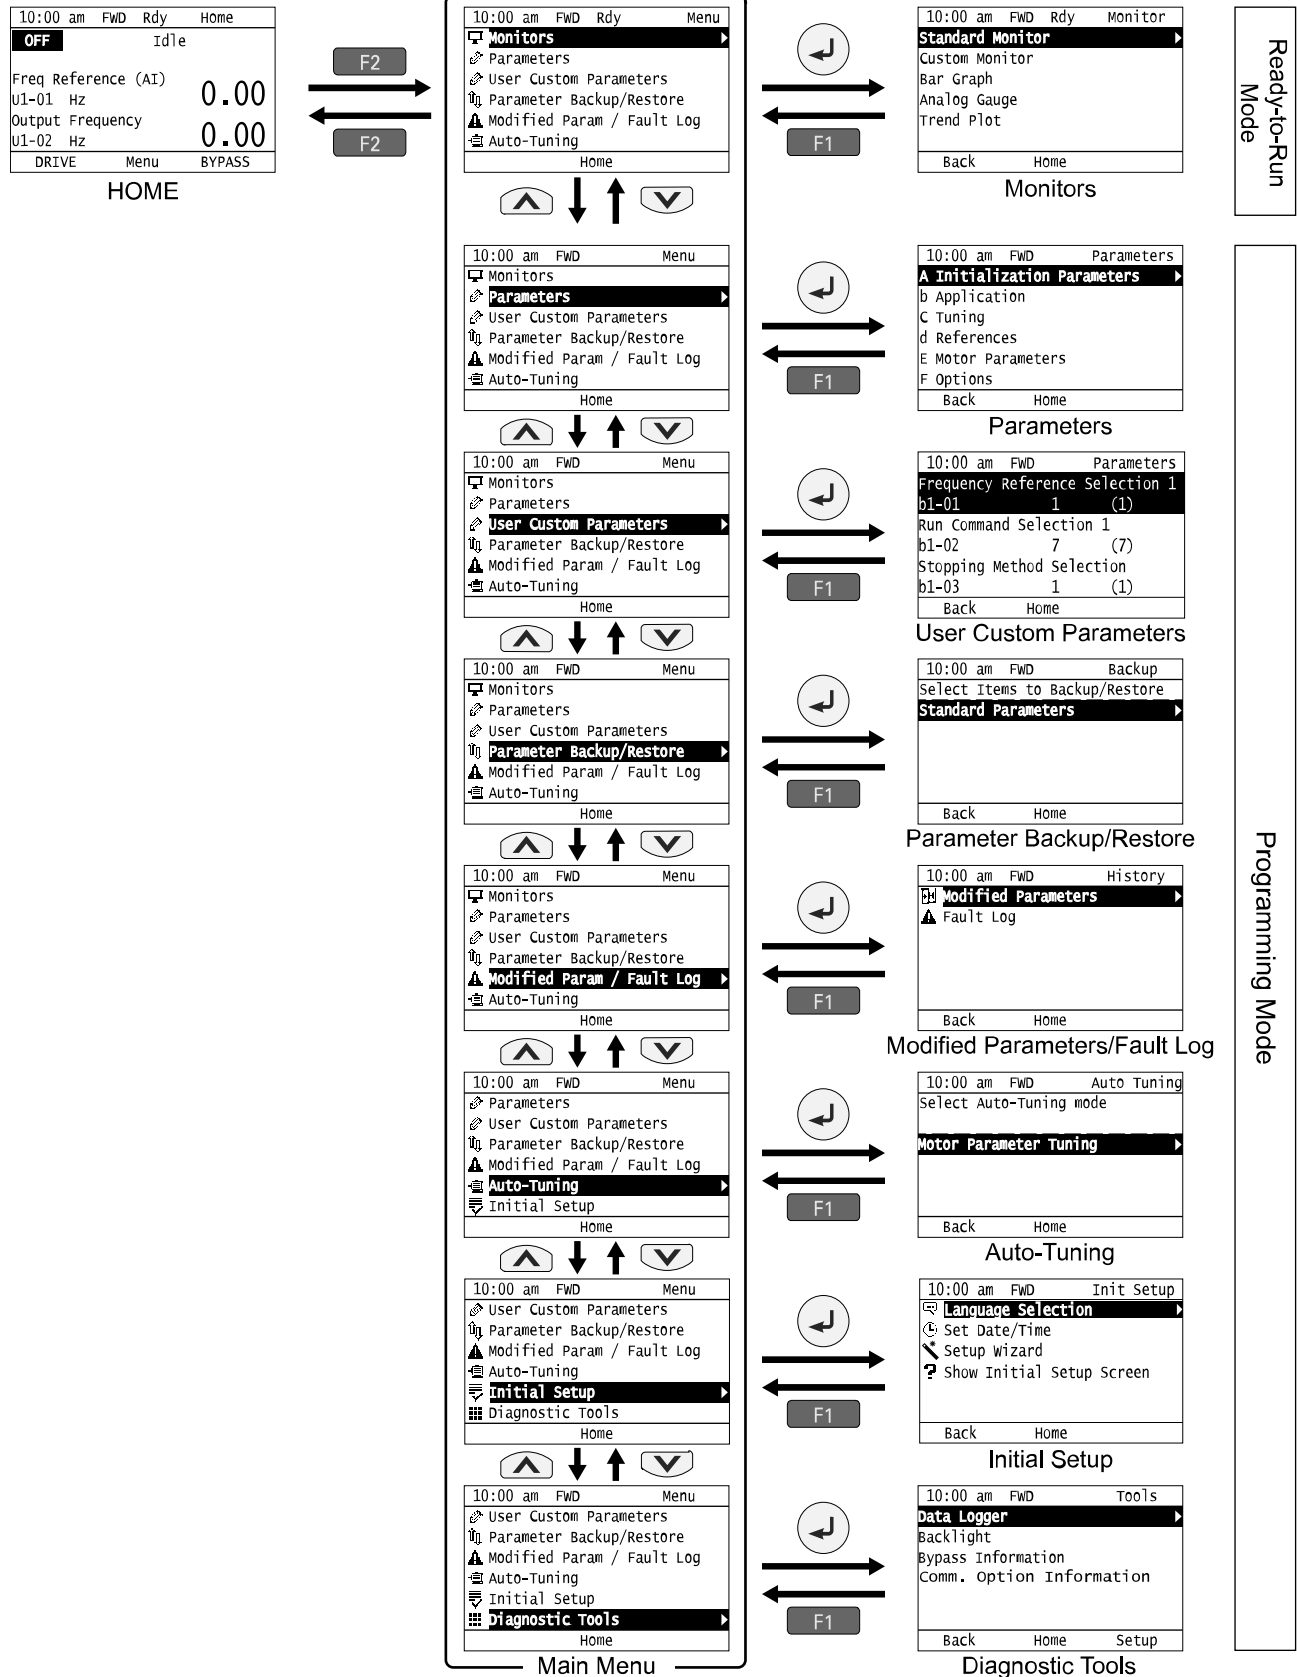 10:00 am FWD Rdy Home
OFF Idle
Freq Reference (AI)
U1-01 Hz 0.00
Output Frequency
U1-02 Hz 0.00
DRIVE Menu BYPASS
HOME
F2
F2
10:00 am FWD Rdy Menu
Monitors
Parameters
User Custom Parameters
Parameter Backup/Restore
Modified Param / Fault Log
Auto-Tuning
Home
F1
10:00 am FWD Rdy Monitor
Standard Monitor
Custom Monitor
Bar Graph
Analog Gauge
Trend Plot
Back Home
Monitors
Ready-to-Run
Mode
10:00 am FWD Menu
Monitors
Parameters
User Custom Parameters
Parameter Backup/Restore
Modified Param / Fault Log
Auto-Tuning
Home
F1
10:00 am FWD Parameters
A Initialization Parameters
b Application
C Tuning
d References
E Motor Parameters
F Options
Back Home
Parameters
10:00 am FWD Menu
Monitors
Parameters
User Custom Parameters
Parameter Backup/Restore
Modified Param / Fault Log
Auto-Tuning
Home
F1
10:00 am FWD Parameters
Frequency Reference Selection 1
b1-01 1 (1)
Run Command Selection 1
b1-02 7 (7)
Stopping Method Selection
b1-03 1 (1)
Back Home
User Custom Parameters
10:00 am FWD Menu
Monitors
Parameters
User Custom Parameters
Parameter Backup/Restore
Modified Param / Fault Log
Auto-Tuning
Home
F1
10:00 am FWD Backup
Select Items to Backup/Restore
Standard Parameters
Back Home
Parameter Backup/Restore
10:00 am FWD Menu
Monitors
Parameters
User Custom Parameters
Parameter Backup/Restore
Modified Param / Fault Log
Auto-Tuning
Home
F1
10:00 am FWD History
Modified Parameters
Fault Log
Back Home
Modified Parameters/Fault Log
Programming Mode
10:00 am FWD Menu
Parameters
User Custom Parameters
Parameter Backup/Restore
Modified Param / Fault Log
Auto-Tuning
Initial Setup
Home
F1
10:00 am FWD Auto Tuning
Select Auto-Tuning mode
Motor Parameter Tuning
Back Home
Auto-Tuning
10:00 am FWD Menu
User Custom Parameters
Parameter Backup/Restore
Modified Param / Fault Log
Auto-Tuning
Initial Setup
Diagnostic Tools
Home
F1
10:00 am FWD Init Setup
Language Selection
Set Date/Time
Setup Wizard
Show Initial Setup Screen
Back Home
Initial Setup
10:00 am FWD Menu
User Custom Parameters
Parameter Backup/Restore
Modified Param / Fault Log
Auto-Tuning
Initial Setup
Diagnostic Tools
Home
Main Menu
F1
10:00 am FWD Tools
Data Logger
Backlight
Bypass Information
Comm. Option Information
Back Home Setup
Diagnostic Tools